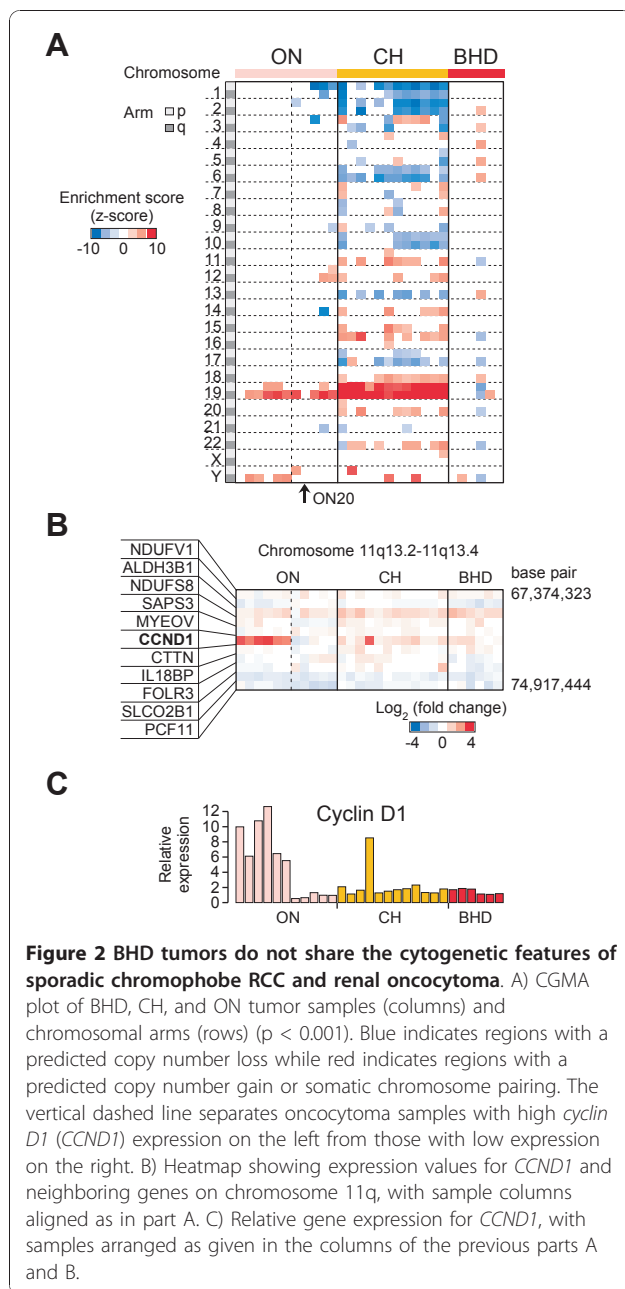 A
ON CH BHD
Chromosome
Arm p
q
1
2
3
4
5
6
7
8
9
10
11
12
13
14
15
16
17
18
19
20
21
22
X
Y
Enrichment score
(z-score)
-10 0 10
ON20
B
Chromosome 11q13.2-11q13.4
ON CH BHD
base pair
67,374,323
NDUFV1
ALDH3B1
NDUFS8
SAPS3
MYEOV
CCND1
CTTN
IL18BP
FOLR3
SLCO2B1
PCF11
74,917,444
Log2 (fold change)
-4 0 4
C
Cyclin D1
Relative
expression
12
10
8
6
4
2
0
ON CH BHD
Figure 2 BHD tumors do not share the cytogenetic features of
sporadic chromophobe RCC and renal oncocytoma. A) CGMA
plot of BHD, CH, and ON tumor samples (columns) and
chromosomal arms (rows) (p < 0.001). Blue indicates regions with a
predicted copy number loss while red indicates regions with a
predicted copy number gain or somatic chromosome pairing. The
vertical dashed line separates oncocytoma samples with high cyclin
D1 (CCND1) expression on the left from those with low expression
on the right. B) Heatmap showing expression values for CCND1 and
neighboring genes on chromosome 11q, with sample columns
aligned as in part A. C) Relative gene expression for CCND1, with
samples arranged as given in the columns of the previous parts A
and B.